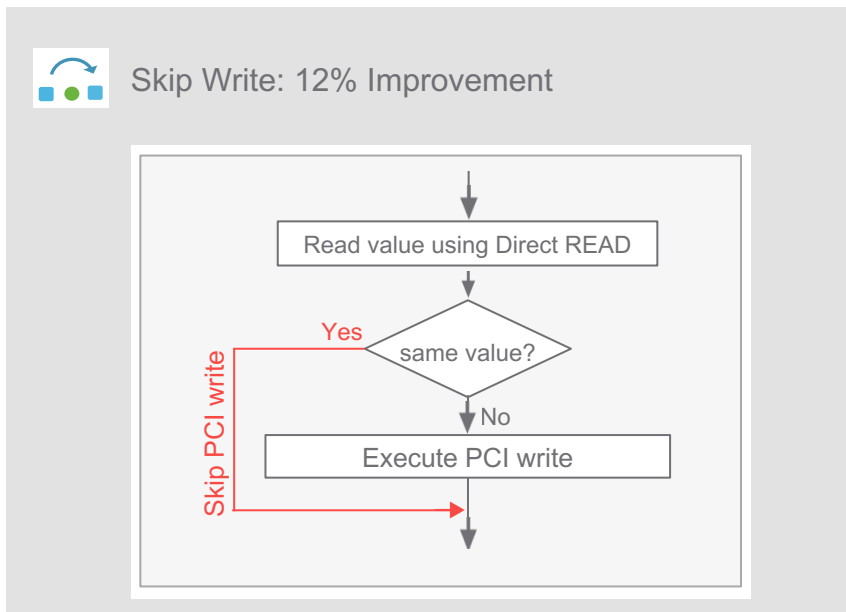 Skip Write: 12% Improvement
Read value using Direct READ
Yes
same value?
Skip PCI write
No
Execute PCI write